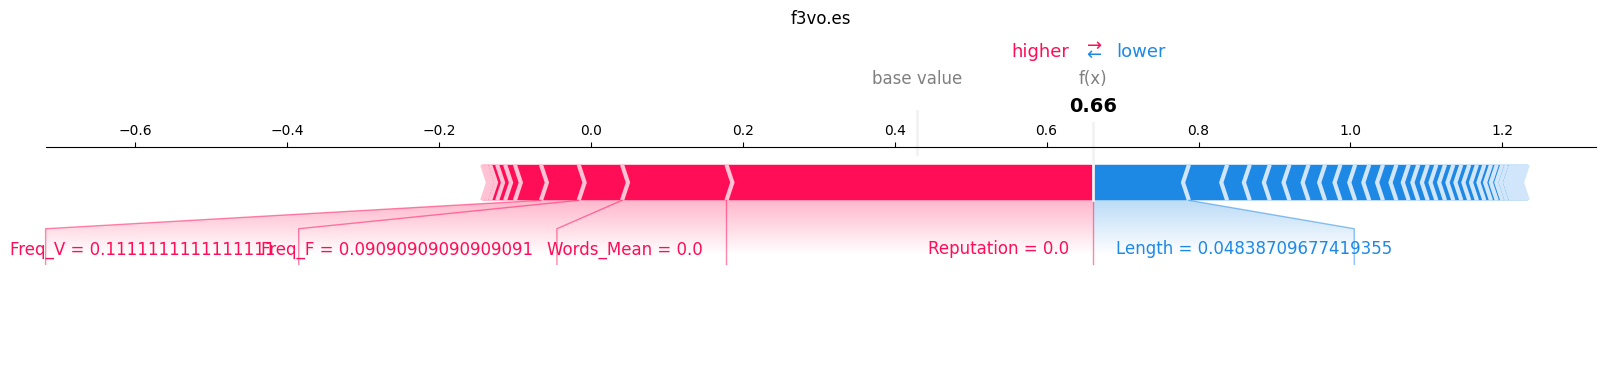 f3vo.es
higher ⇄ lower
base value f(x)
0.66
−0.6 −0.4 −0.2 0.0 0.2 0.4 0.6 0.8 1.0 1.2
Freq_V = 0.1111111111111111 Freq_F = 0.09090909090909091 Words_Mean = 0.0 Reputation = 0.0 Length = 0.04838709677419355